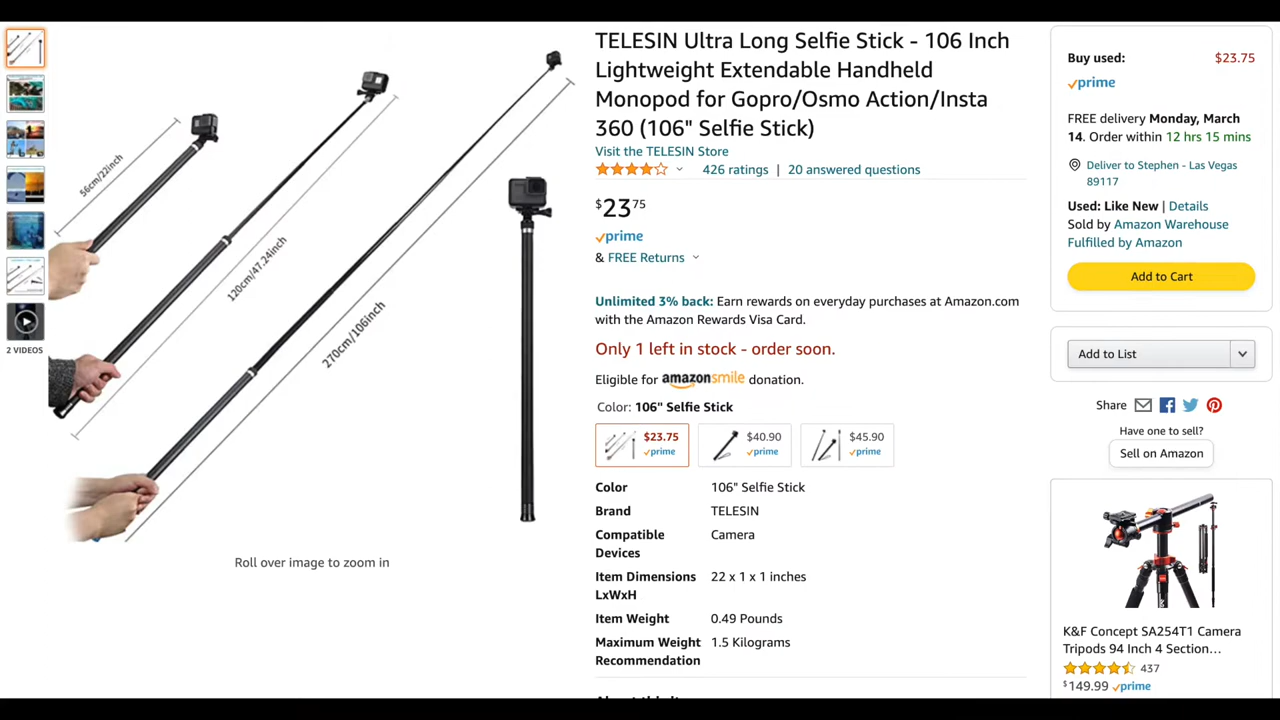 TELESIN Ultra Long Selfie Stick - 106 Inch
Lightweight Extendable Handheld
Monopod for Gopro/Osmo Action/Insta
360 (106" Selfie Stick)
Visit the TELESIN Store
426 ratings | 20 answered questions
$23 75
prime
& FREE Returns
Unlimited 3% back: Earn rewards on everyday purchases at Amazon.com
with the Amazon Rewards Visa Card.
Only 1 left in stock - order soon.
Eligible for amazonsmile donation.
Color: 106" Selfie Stick
$23.75
prime
$40.90
prime
$45.90
prime
Color 106" Selfie Stick
Brand TELESIN
Compatible Camera
Devices
Item Dimensions 22 x 1 x 1 inches
LxWxH
Item Weight 0.49 Pounds
Maximum Weight 1.5 Kilograms
Recommendation
56cm/22inch
120cm/47.24inch
270cm/106inch
2 VIDEOS
Roll over image to zoom in
Buy used: $23.75
prime
FREE delivery Monday, March
14. Order within 12 hrs 15 mins
Deliver to Stephen - Las Vegas
89117
Used: Like New | Details
Sold by Amazon Warehouse
Fulfilled by Amazon
Add to Cart
Add to List
Share
Have one to sell?
Sell on Amazon
K&F Concept SA254T1 Camera
Tripods 94 Inch 4 Section...
437
$149.99 prime